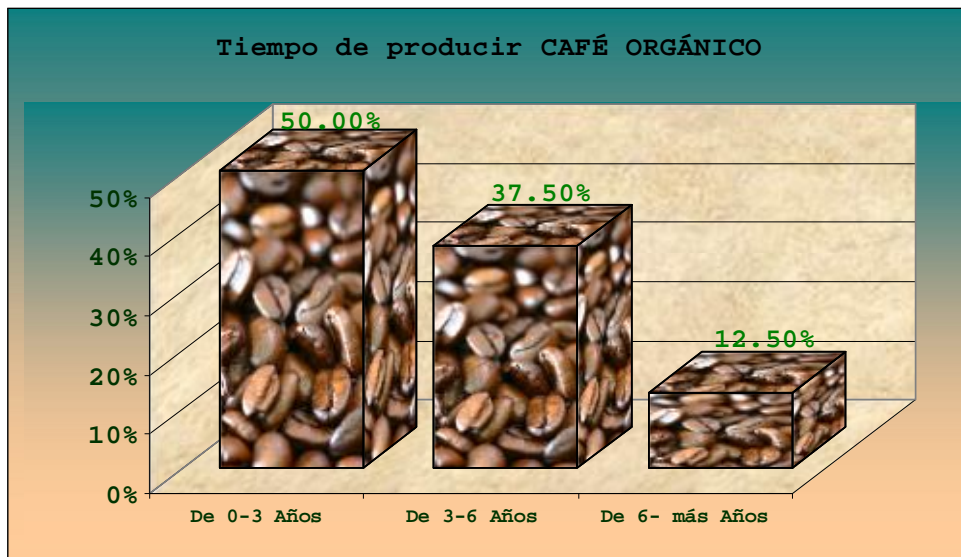 Tiempo de producir CAFÉ ORGÁNICO
50.00%
37.50%
12.50%
50%
40%
30%
20%
10%
0%
De 0-3 Años
De 3-6 Años
De 6- más Años